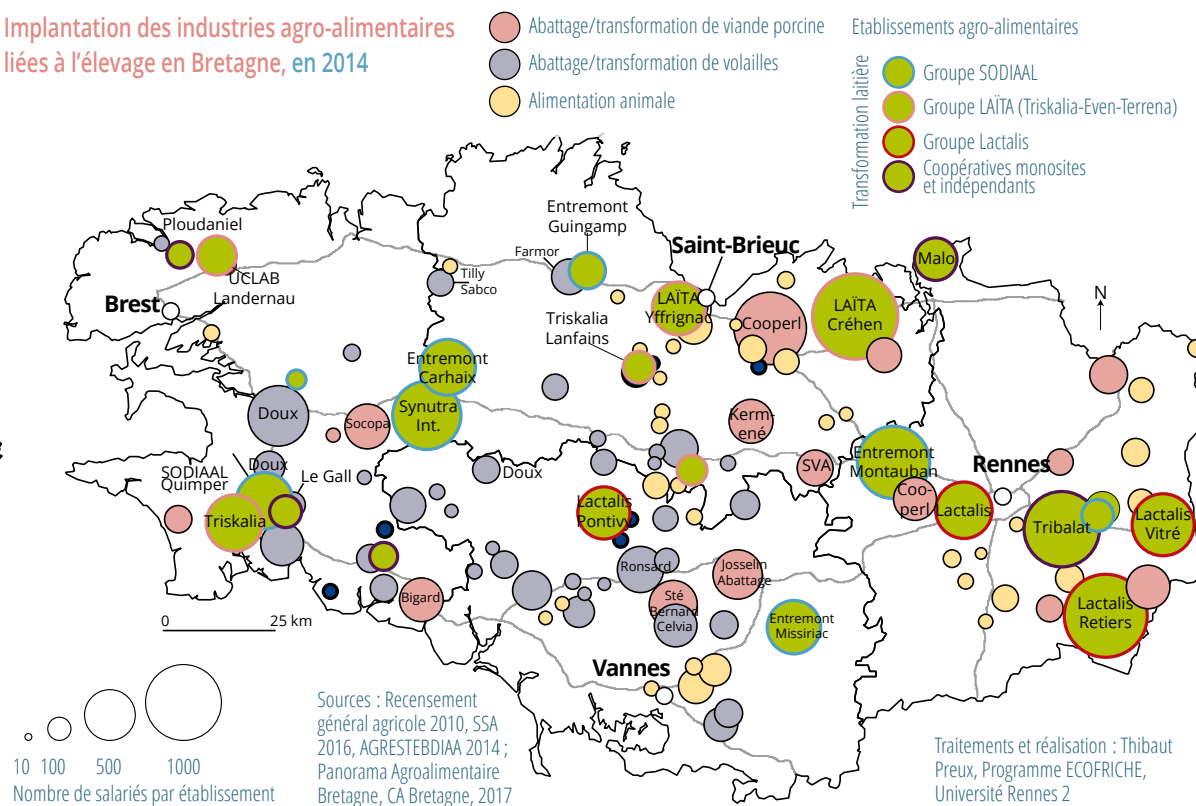 Implantation des industries agro-alimentaires
liées à l'élevage en Bretagne, en 2014
Abattage/transformation de viande porcine
Abattage/transformation de volailles
Alimentation animale
Etablissements agro-alimentaires
Transformation laitière
Groupe SODIAAL
Groupe LAÏTA (Triskalia-Even-Terrena)
Groupe Lactalis
Coopératives monosites
et indépendants
Ploudaniel
UCLAB
Landernau
Brest
Entremont
Guingamp
Farmor
Tilly
Sabco
Saint-Brieuc
LAÏTA
Yffrignac
Triskalia
Lanfains
Cooperl
LAÏTA
Créhen
Malo
N
Entremont
Carhaix
Synutra
Int.
Doux
Socopa
Kerm-
ené
SVA
Entremont
Montauban
Rennes
Coo-
perl
Lactalis
Tribalat
Lactalis
Vitré
Lactalis
Retiers
SODIAAL
Quimper
Doux
Le Gall
Triskalia
Doux
Lactalis
Pontivy
Ronsard
Josselin
Abattage
Sté
Bernard
Celvia
Entremont
Missiriac
Bigard
Vannes
0 25 km
10 100 500 1000
Nombre de salariés par établissement
Sources : Recensement
général agricole 2010, SSA
2016, AGRESTEBDIAA 2014 ;
Panorama Agroalimentaire
Bretagne, CA Bretagne, 2017
Traitements et réalisation : Thibaut
Preux, Programme ECOFRICHE,
Université Rennes 2